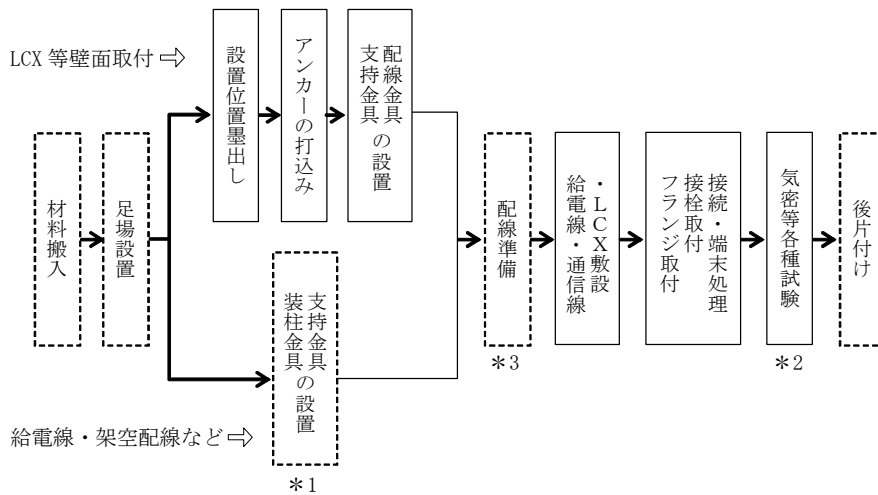 LCX 等壁面取付 ⇨
材料搬入
足場設置
設置位置墨出し
アンカーの打込み
配線金具
支持金具
の設置
支持金具
装柱金具
の設置
*1
給電線・架空配線など ⇨
配線準備
*3
・LCX敷設
給電線・通信線
接続・端末処理
接栓取付
フランジ取付
気密等各種試験
*2
後片付け